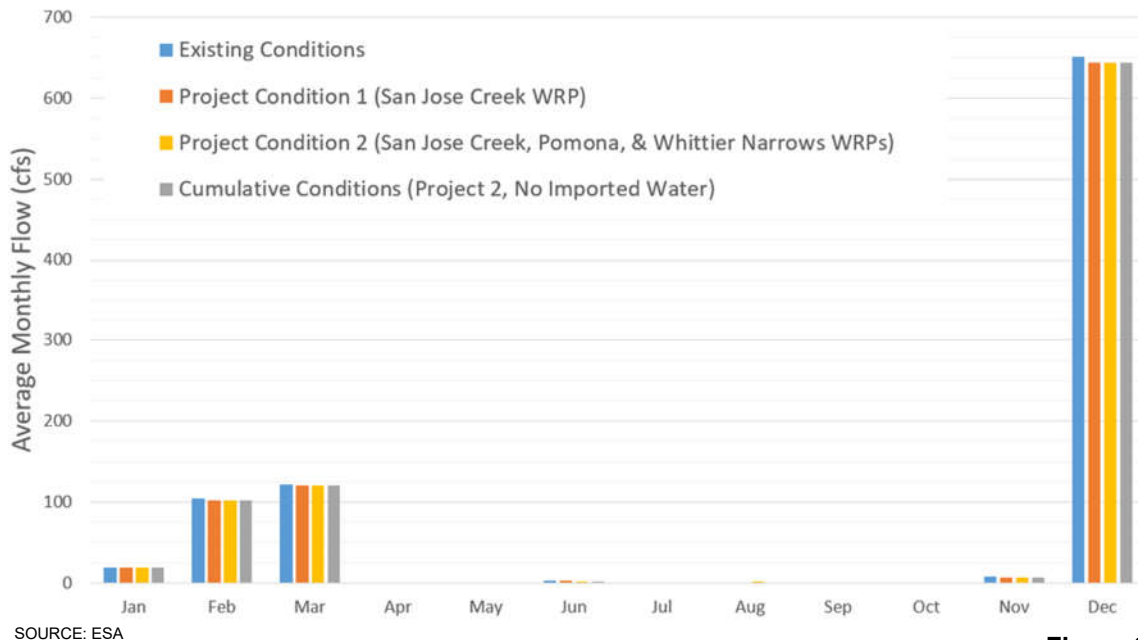 700
600
500
400
300
200
100
0
Average Monthly Flow (cfs)
Existing Conditions
Project Condition 1 (San Jose Creek WRP)
Project Condition 2 (San Jose Creek, Pomona, & Whittier Narrows WRPs)
Cumulative Conditions (Project 2, No Imported Water)
Jan Feb Mar Apr May Jun Jul Aug Sep Oct Nov Dec
SOURCE: ESA